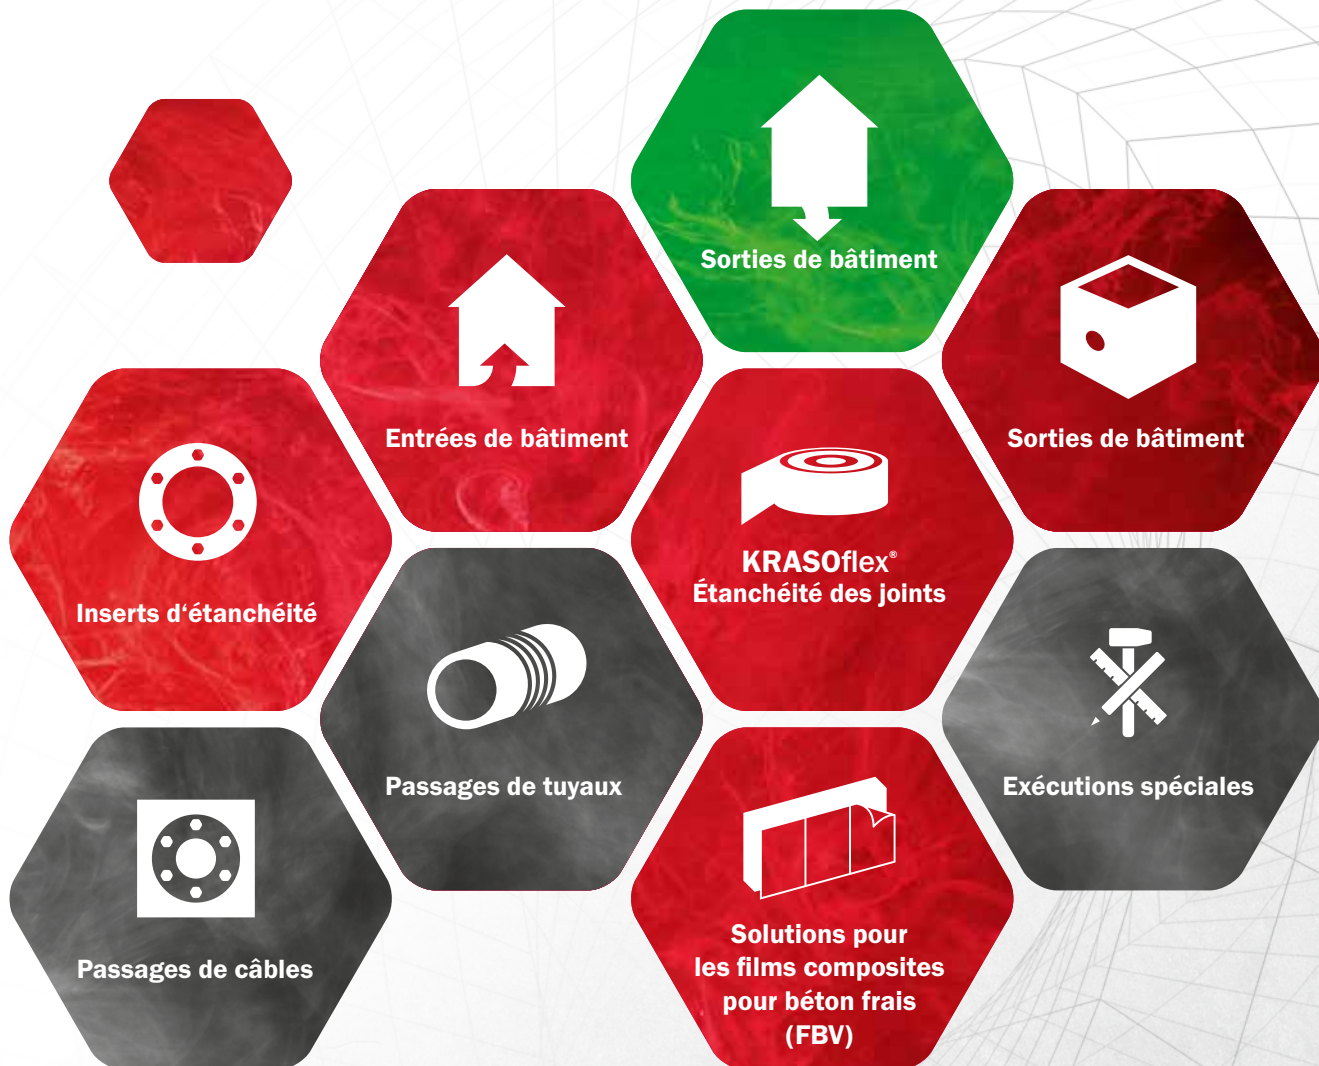 Sorties de bâtiment
Entrées de bâtiment
Sorties de bâtiment
Inserts d‘étanchéité
KRASOflex®
Étanchéité des joints
Passages de tuyaux
Exécutions spéciales
Passages de câbles
Solutions pour
les films composites
pour béton frais
(FBV)